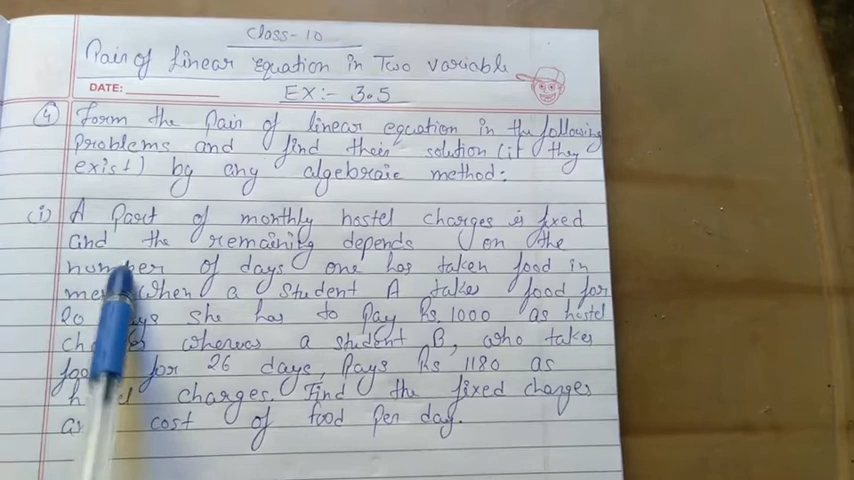 Class-10
Pair of Linear Equation in Two variable
DATE:
EX:- 3.5
(4) Form the Pair of linear equation in the following
Problems and find their solution (if they
exist) by any algebraic method:
(i) A Part of monthly hostel charges is fixed
and the remaining depends on the
number of days one has taken food in
When a Student A takes food for
20 she has to Pay Rs. 1000 as hostel
whereas a student B, who takes
for 26 days, Pays Rs 1180 as
charges. Find the fixed charges
cost of food per day.